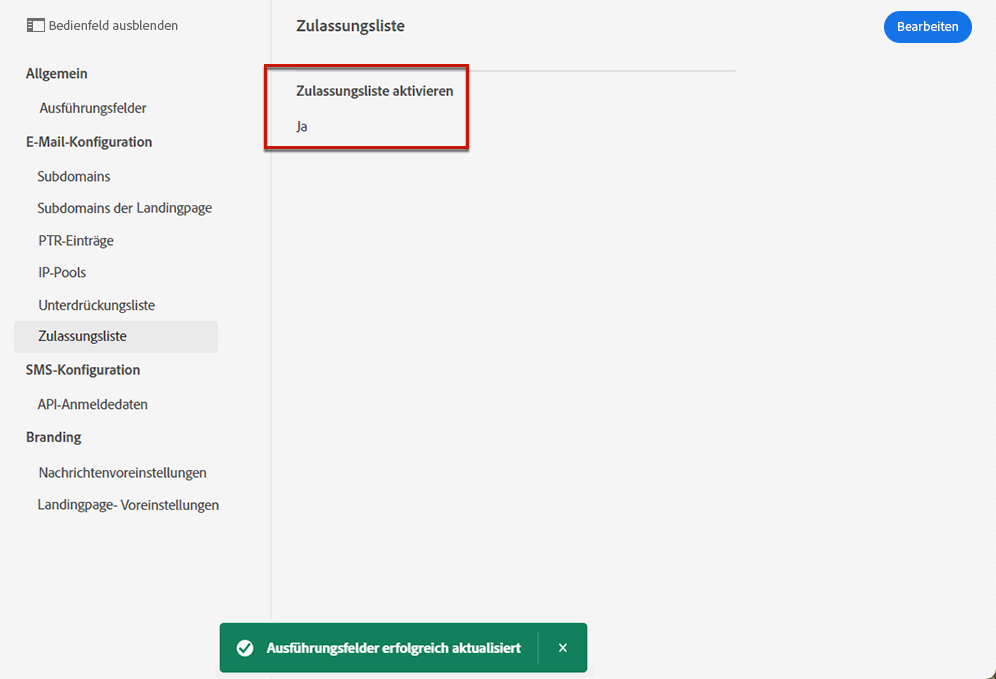 Bedienfeld ausblenden
Allgemein
Ausführungsfelder
E-Mail-Konfiguration
Subdomains
Subdomains der Landingpage
PTR-Einträge
IP-Pools
Unterdrückungsliste
Zulassungsliste
SMS-Konfiguration
API-Anmeldedaten
Branding
Nachrichtenvoreinstellungen
Landingpage- Voreinstellungen
Zulassungsliste
Bearbeiten
Zulassungsliste aktivieren
Ja
Ausführungsfelder erfolgreich aktualisiert